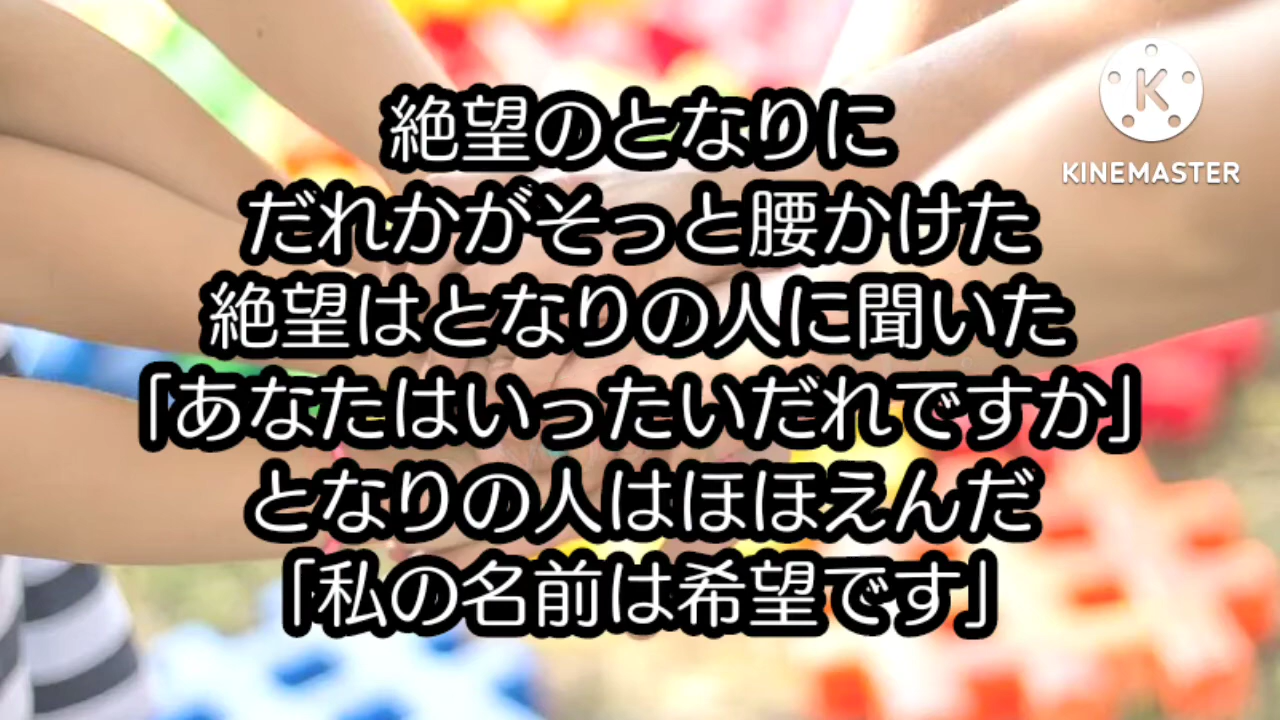 絶望のとなりに
だれかがそっと腰かけた
絶望はとなりの人に聞いた
「あなたはいったいだれですか」
となりの人はほほえんだ
「私の名前は希望です」
K
KINEMASTER